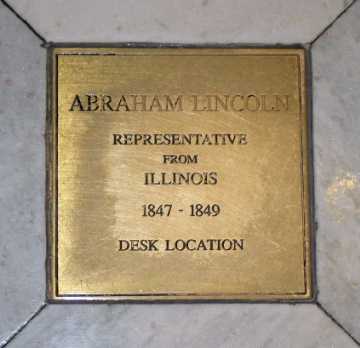 ABRAHAM LINCOLN
REPRESENTATIVE
FROM
ILLINOIS
1847 - 1849
DESK LOCATION